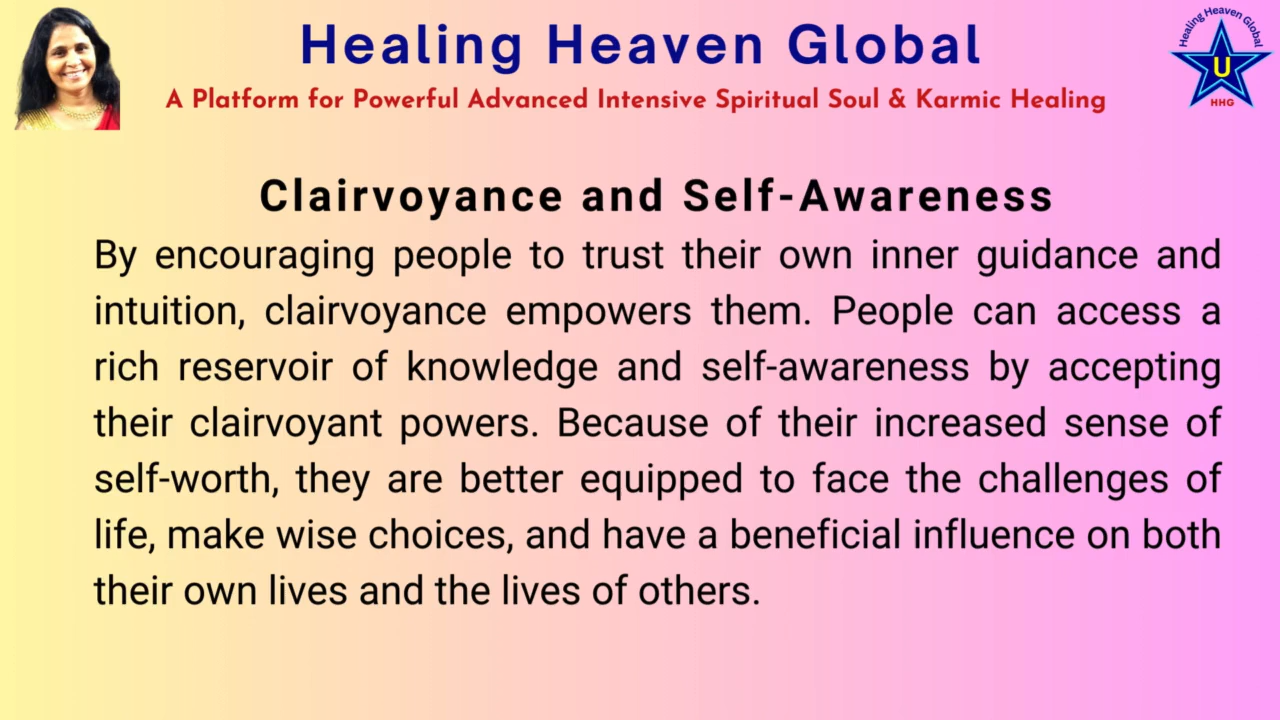 Healing Heaven Global
A Platform for Powerful Advanced Intensive Spiritual Soul & Karmic Healing
Healing Heaven Global
U
HHG
Clairvoyance and Self-Awareness
By encouraging people to trust their own inner guidance and
intuition, clairvoyance empowers them. People can access a
rich reservoir of knowledge and self-awareness by accepting
their clairvoyant powers. Because of their increased sense of
self-worth, they are better equipped to face the challenges of
life, make wise choices, and have a beneficial influence on both
their own lives and the lives of others.